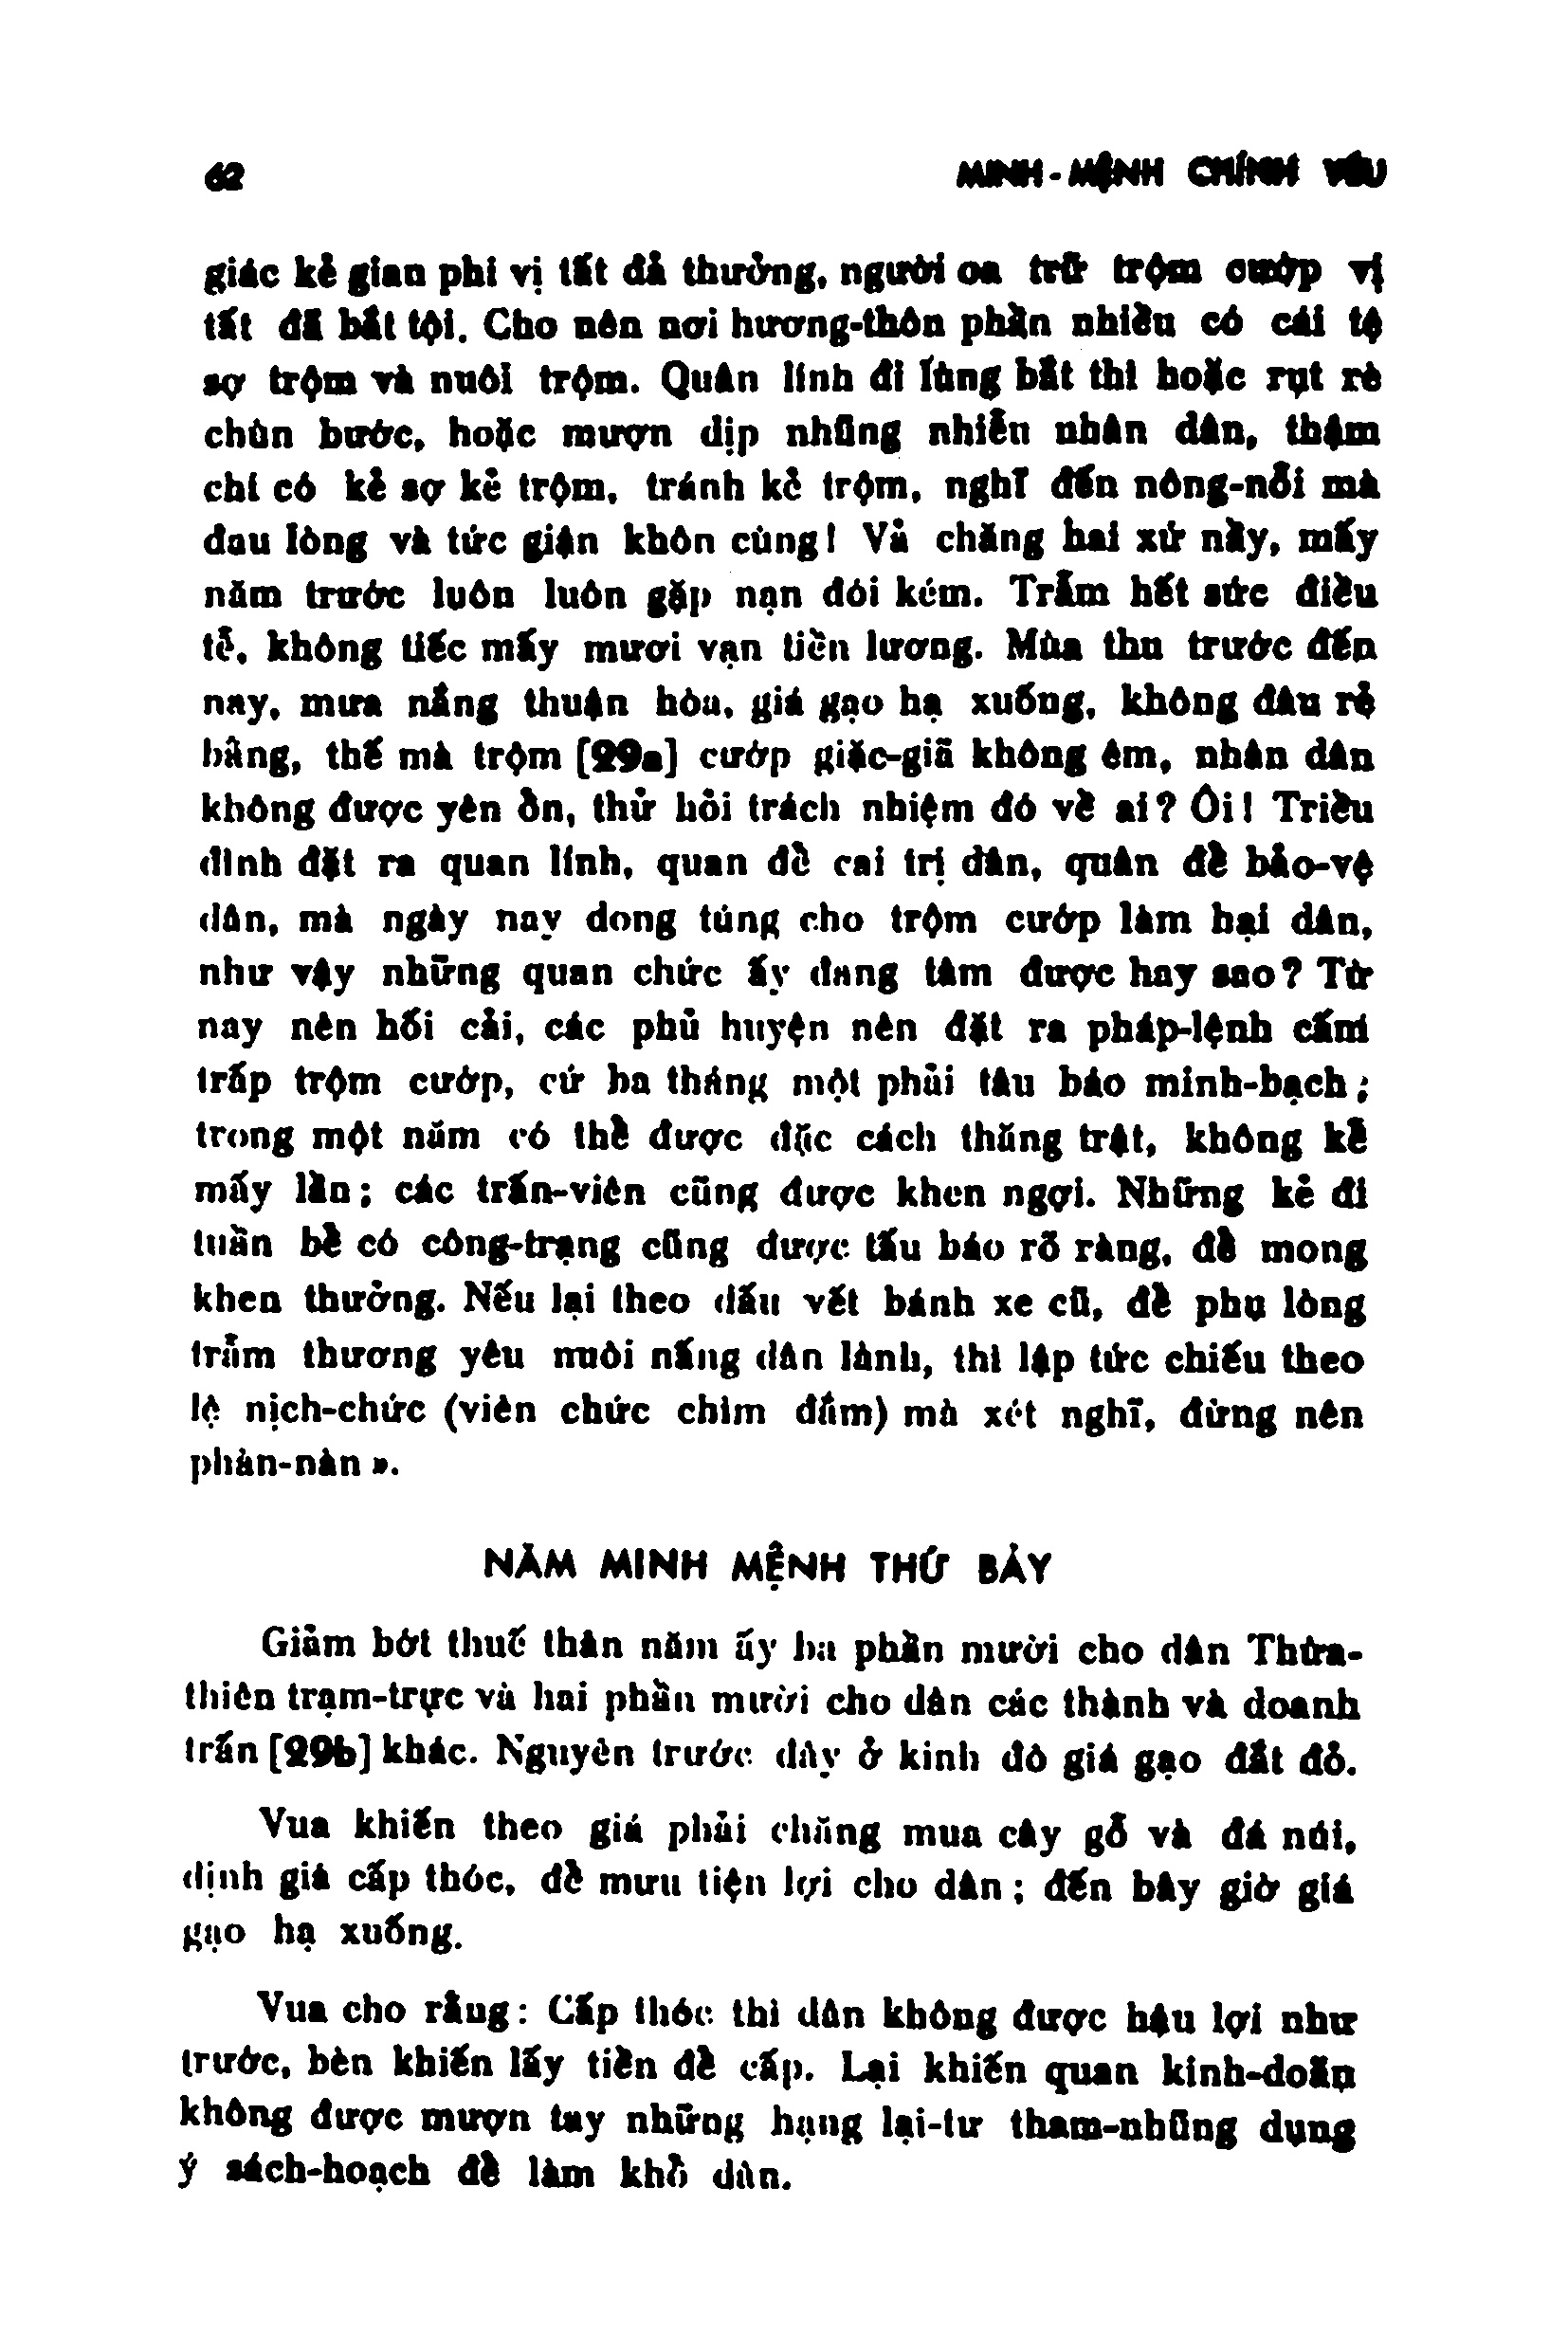 62 MINH-MỆNH CHÍNH YẾU
giác kẻ gian phi vị tất đã thưởng, người oa trữ trộm cướp vị
tất đã bắt tội. Cho nên nơi hương-thôn phần nhiều có cái tệ
sợ trộm và nuôi trộm. Quân lính đi lùng bắt thì hoặc rụt rè
chùn bước, hoặc mượn dịp nhũng nhiễu nhân dân, thậm
chí có kẻ sợ kẻ trộm, tránh kẻ trộm, nghĩ đến nông-nỗi mà
đau lòng và tức giận khôn cùng! Vả chăng hai xứ nầy, mấy
năm trước luôn luôn gặp nạn đói kém. Trẫm hết sức điều
tễ, không tiếc mấy mươi vạn tiền lương. Mùa thu trước đến
nay, mưa nắng thuận hòa, giá gạo hạ xuống, không đâu rẻ
bằng, thế mà trộm [29a] cướp giặc-giã không êm, nhân dân
không được yên ổn, thử hỏi trách nhiệm đó về ai? Ôi! Triều
đình đặt ra quan lính, quan để cai trị dân, quân để bảo-vệ
dân, mà ngày nay dong túng cho trộm cướp làm hại dân,
như vậy những quan chức ấy đang tâm được hay sao? Từ
nay nên hối cải, các phủ huyện nên đặt ra pháp-lệnh cấm
trấp trộm cướp, cứ ba tháng một phải tâu báo minh-bạch;
trong một năm có thể được đặc cách thăng trật, không kể
mấy lần; các trấn-viên cũng được khen ngợi. Những kẻ đi
tuần bể có công-trạng cũng được tấu báo rõ ràng, để mong
khen thưởng. Nếu lại theo dấu vết bánh xe cũ, để phụ lòng
trẫm thương yêu nuôi nấng dân lành, thì lập tức chiếu theo
lệ nịch-chức (viên chức chìm đắm) mà xét nghĩ, đừng nên
phàn-nàn ».
NĂM MINH MỆNH THỨ BẢY
Giảm bớt thuế thân năm ấy ba phần mười cho dân Thừa-
thiên trạm-trực và hai phần mười cho dân các thành và doanh
trấn [29b] khác. Nguyên trước đây ở kinh đô giá gạo đắt đỏ.
Vua khiến theo giá phải chăng mua cây gỗ và đá núi,
định giá cấp thóc, để mưu tiện lợi cho dân; đến bây giờ giá
gạo hạ xuống.
Vua cho rằng: Cấp thóc thì dân không được hậu lợi như
trước, bèn khiến lấy tiền để cấp. Lại khiến quan kinh-doãn
không được mượn tay những hạng lại-tư tham-nhũng dụng
ý sách-hoạch để làm khổ dân.